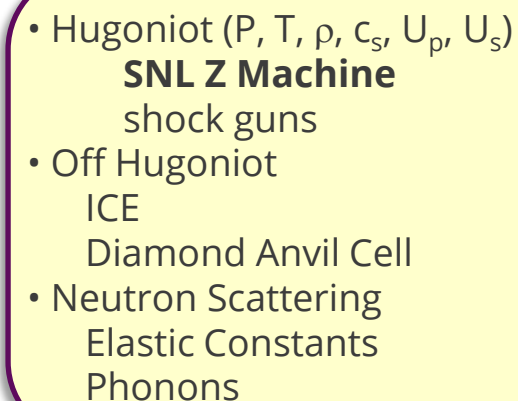 • Hugoniot (P, T, ρ, cₛ, Uₚ, Uₛ)
SNL Z Machine
shock guns
• Off Hugoniot
ICE
Diamond Anvil Cell
• Neutron Scattering
Elastic Constants
Phonons